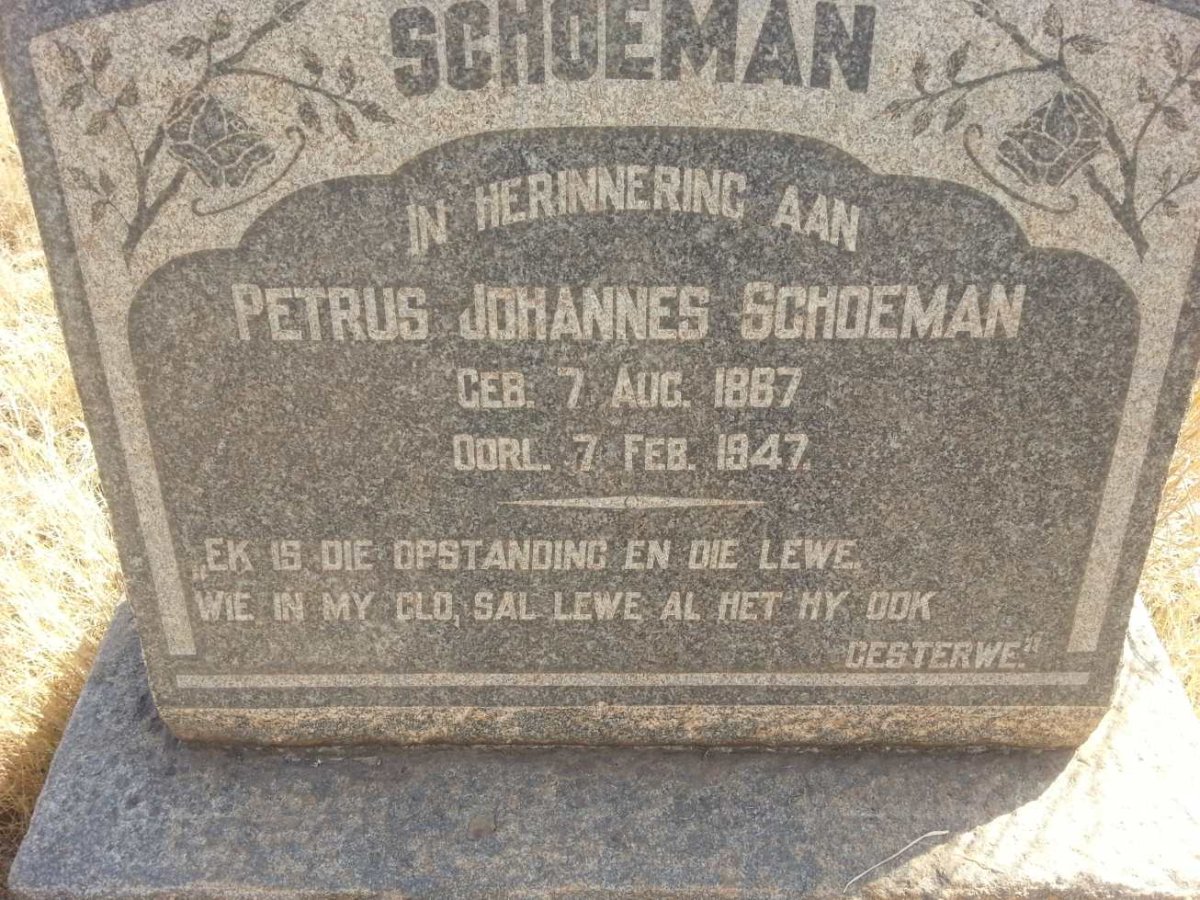 SCHOEMAN
IN HERINNERING AAN
PETRUS JOHANNES SCHOEMAN
GEB. 7 AUG. 1887
OORL. 7 FEB. 1947.
„EK IS DIE OPSTANDING EN DIE LEWE.
WIE IN MY GLO, SAL LEWE AL HET HY OOK
GESTERWE."